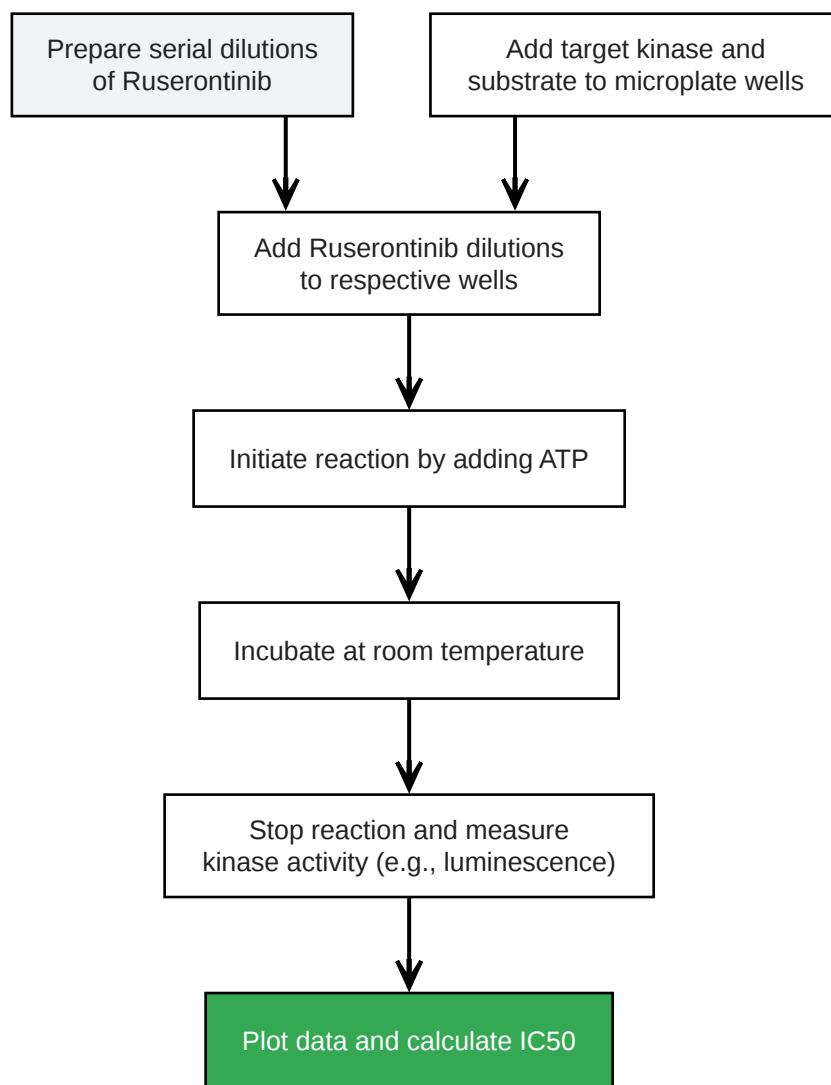 Prepare serial dilutions
of Ruserontinib
Add target kinase and
substrate to microplate wells
Add Ruserontinib dilutions
to respective wells
Initiate reaction by adding ATP
Incubate at room temperature
Stop reaction and measure
kinase activity (e.g., luminescence)
Plot data and calculate IC50